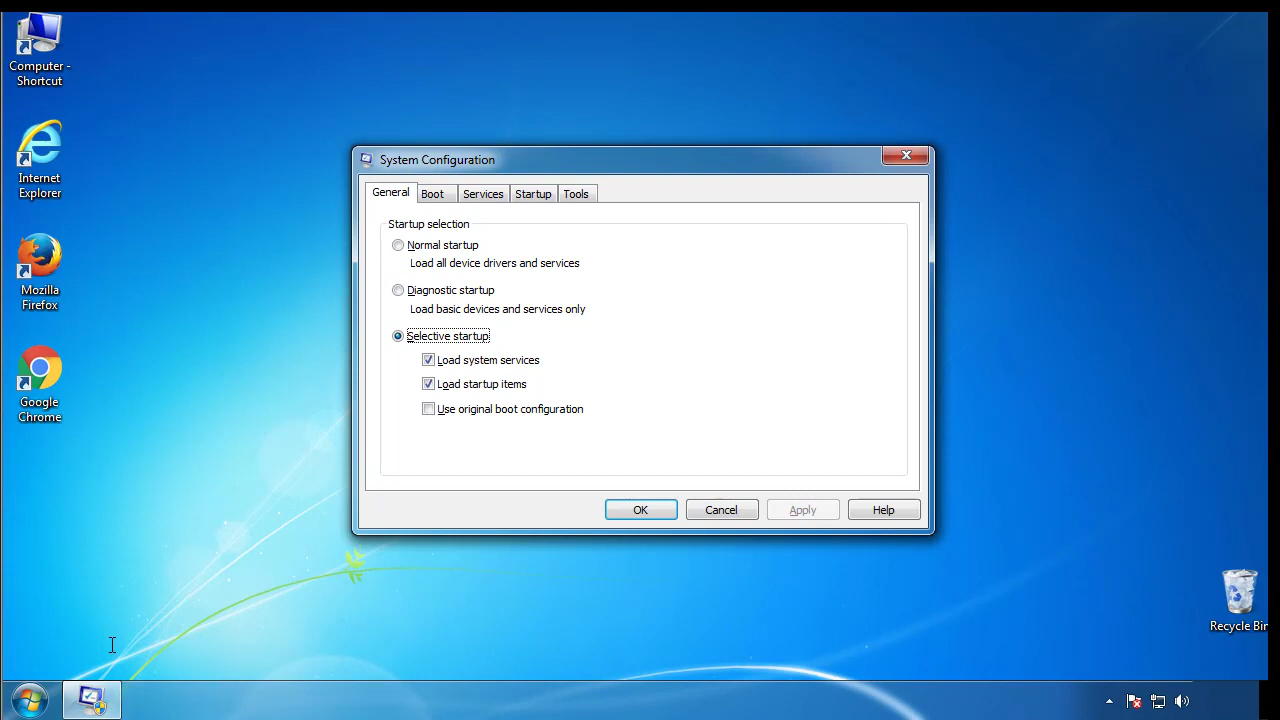 Computer -
Shortcut
Internet
Explorer
Mozilla
Firefox
Google
Chrome
System Configuration
General Boot Services Startup Tools
Startup selection
Normal startup
Load all device drivers and services
Diagnostic startup
Load basic devices and services only
Selective startup
Load system services
Load startup items
Use original boot configuration
OK Cancel Apply Help
Recycle Bin